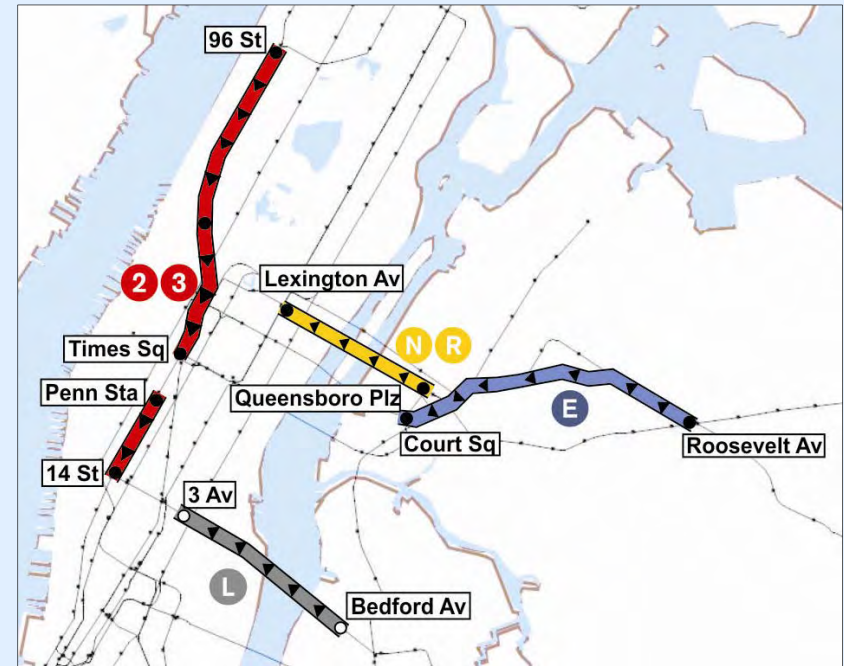 96 St
Lexington Av
2 3
Times Sq
N R
Penn Sta
Queensboro Plz
E
Court Sq
Roosevelt Av
14 St
3 Av
L
Bedford Av